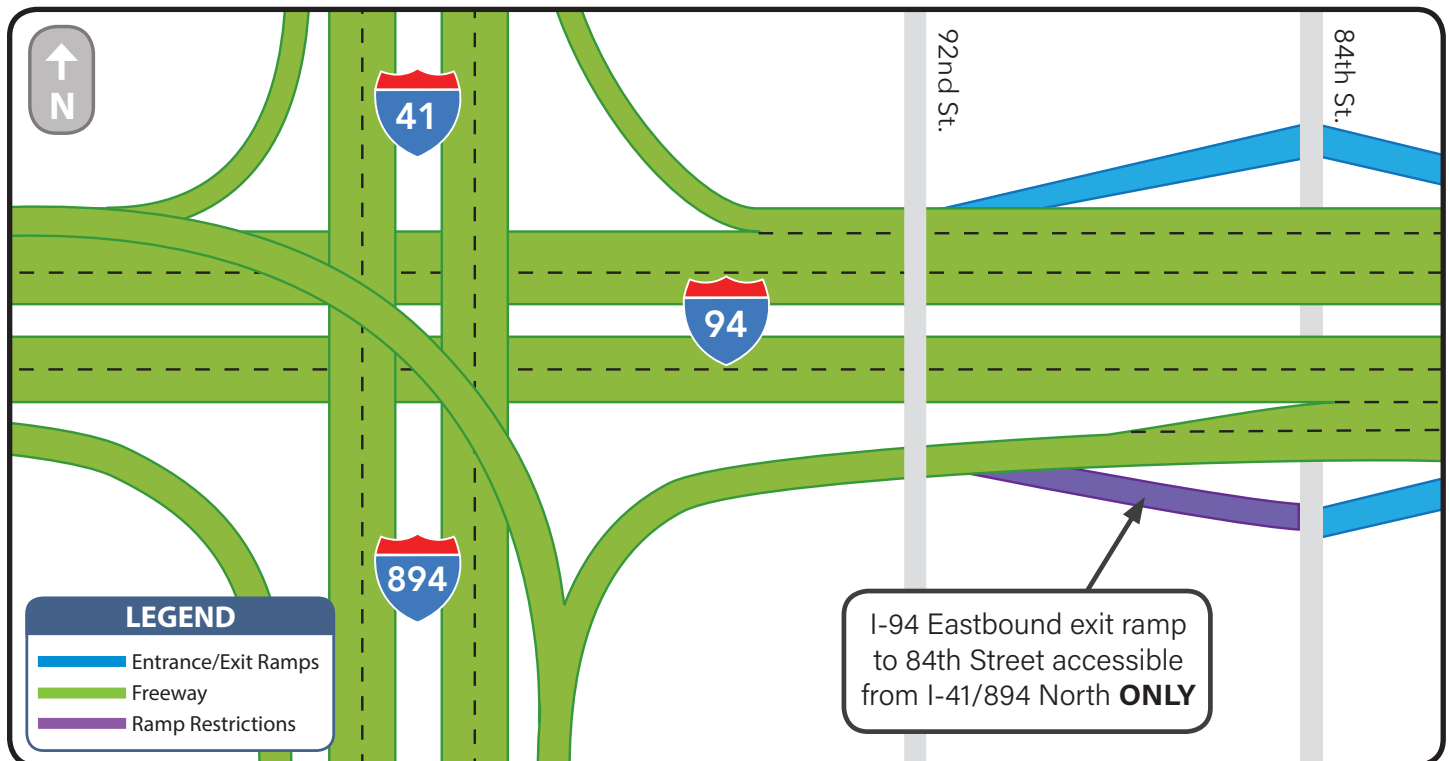 N
41
92nd St.
84th St.
94
894
LEGEND
Entrance/Exit Ramps
Freeway
Ramp Restrictions
I-94 Eastbound exit ramp
to 84th Street accessible
from I-41/894 North ONLY